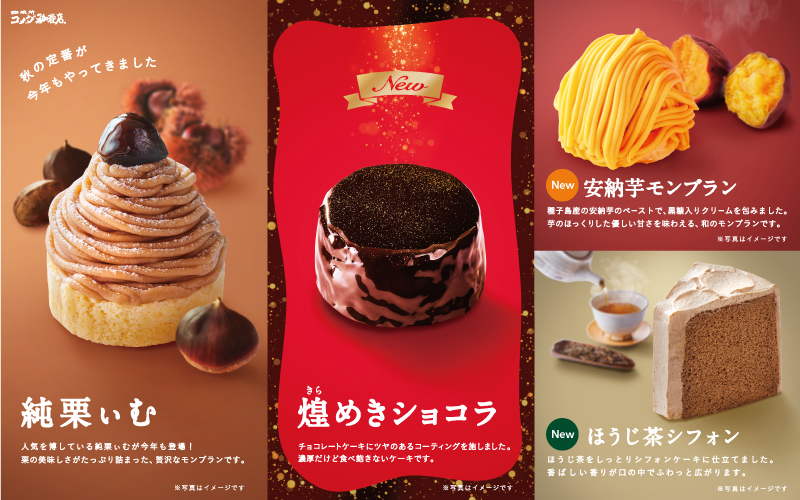 珈琲所
コメダ珈琲店
秋の定番が
今年もやってきました
純栗ぃむ
人気を博している純栗ぃむが今年も登場！
栗の美味しさがたっぷり詰まった、贅沢なモンブランです。
※写真はイメージです
New
きら
煌めきショコラ
チョコレートケーキにツヤのあるコーティングを施しました。
濃厚だけど食べ飽きないケーキです。
※写真はイメージです
New
安納芋モンブラン
種子島産の安納芋のペーストで、黒糖入りクリームを包みました。
芋のほっくりした優しい甘さを味わえる、和のモンブランです。
※写真はイメージです
New
ほうじ茶シフォン
ほうじ茶をしっとりシフォンケーキに仕立てました。
香ばしい香りが口の中でふわっと広がります。
※写真はイメージです